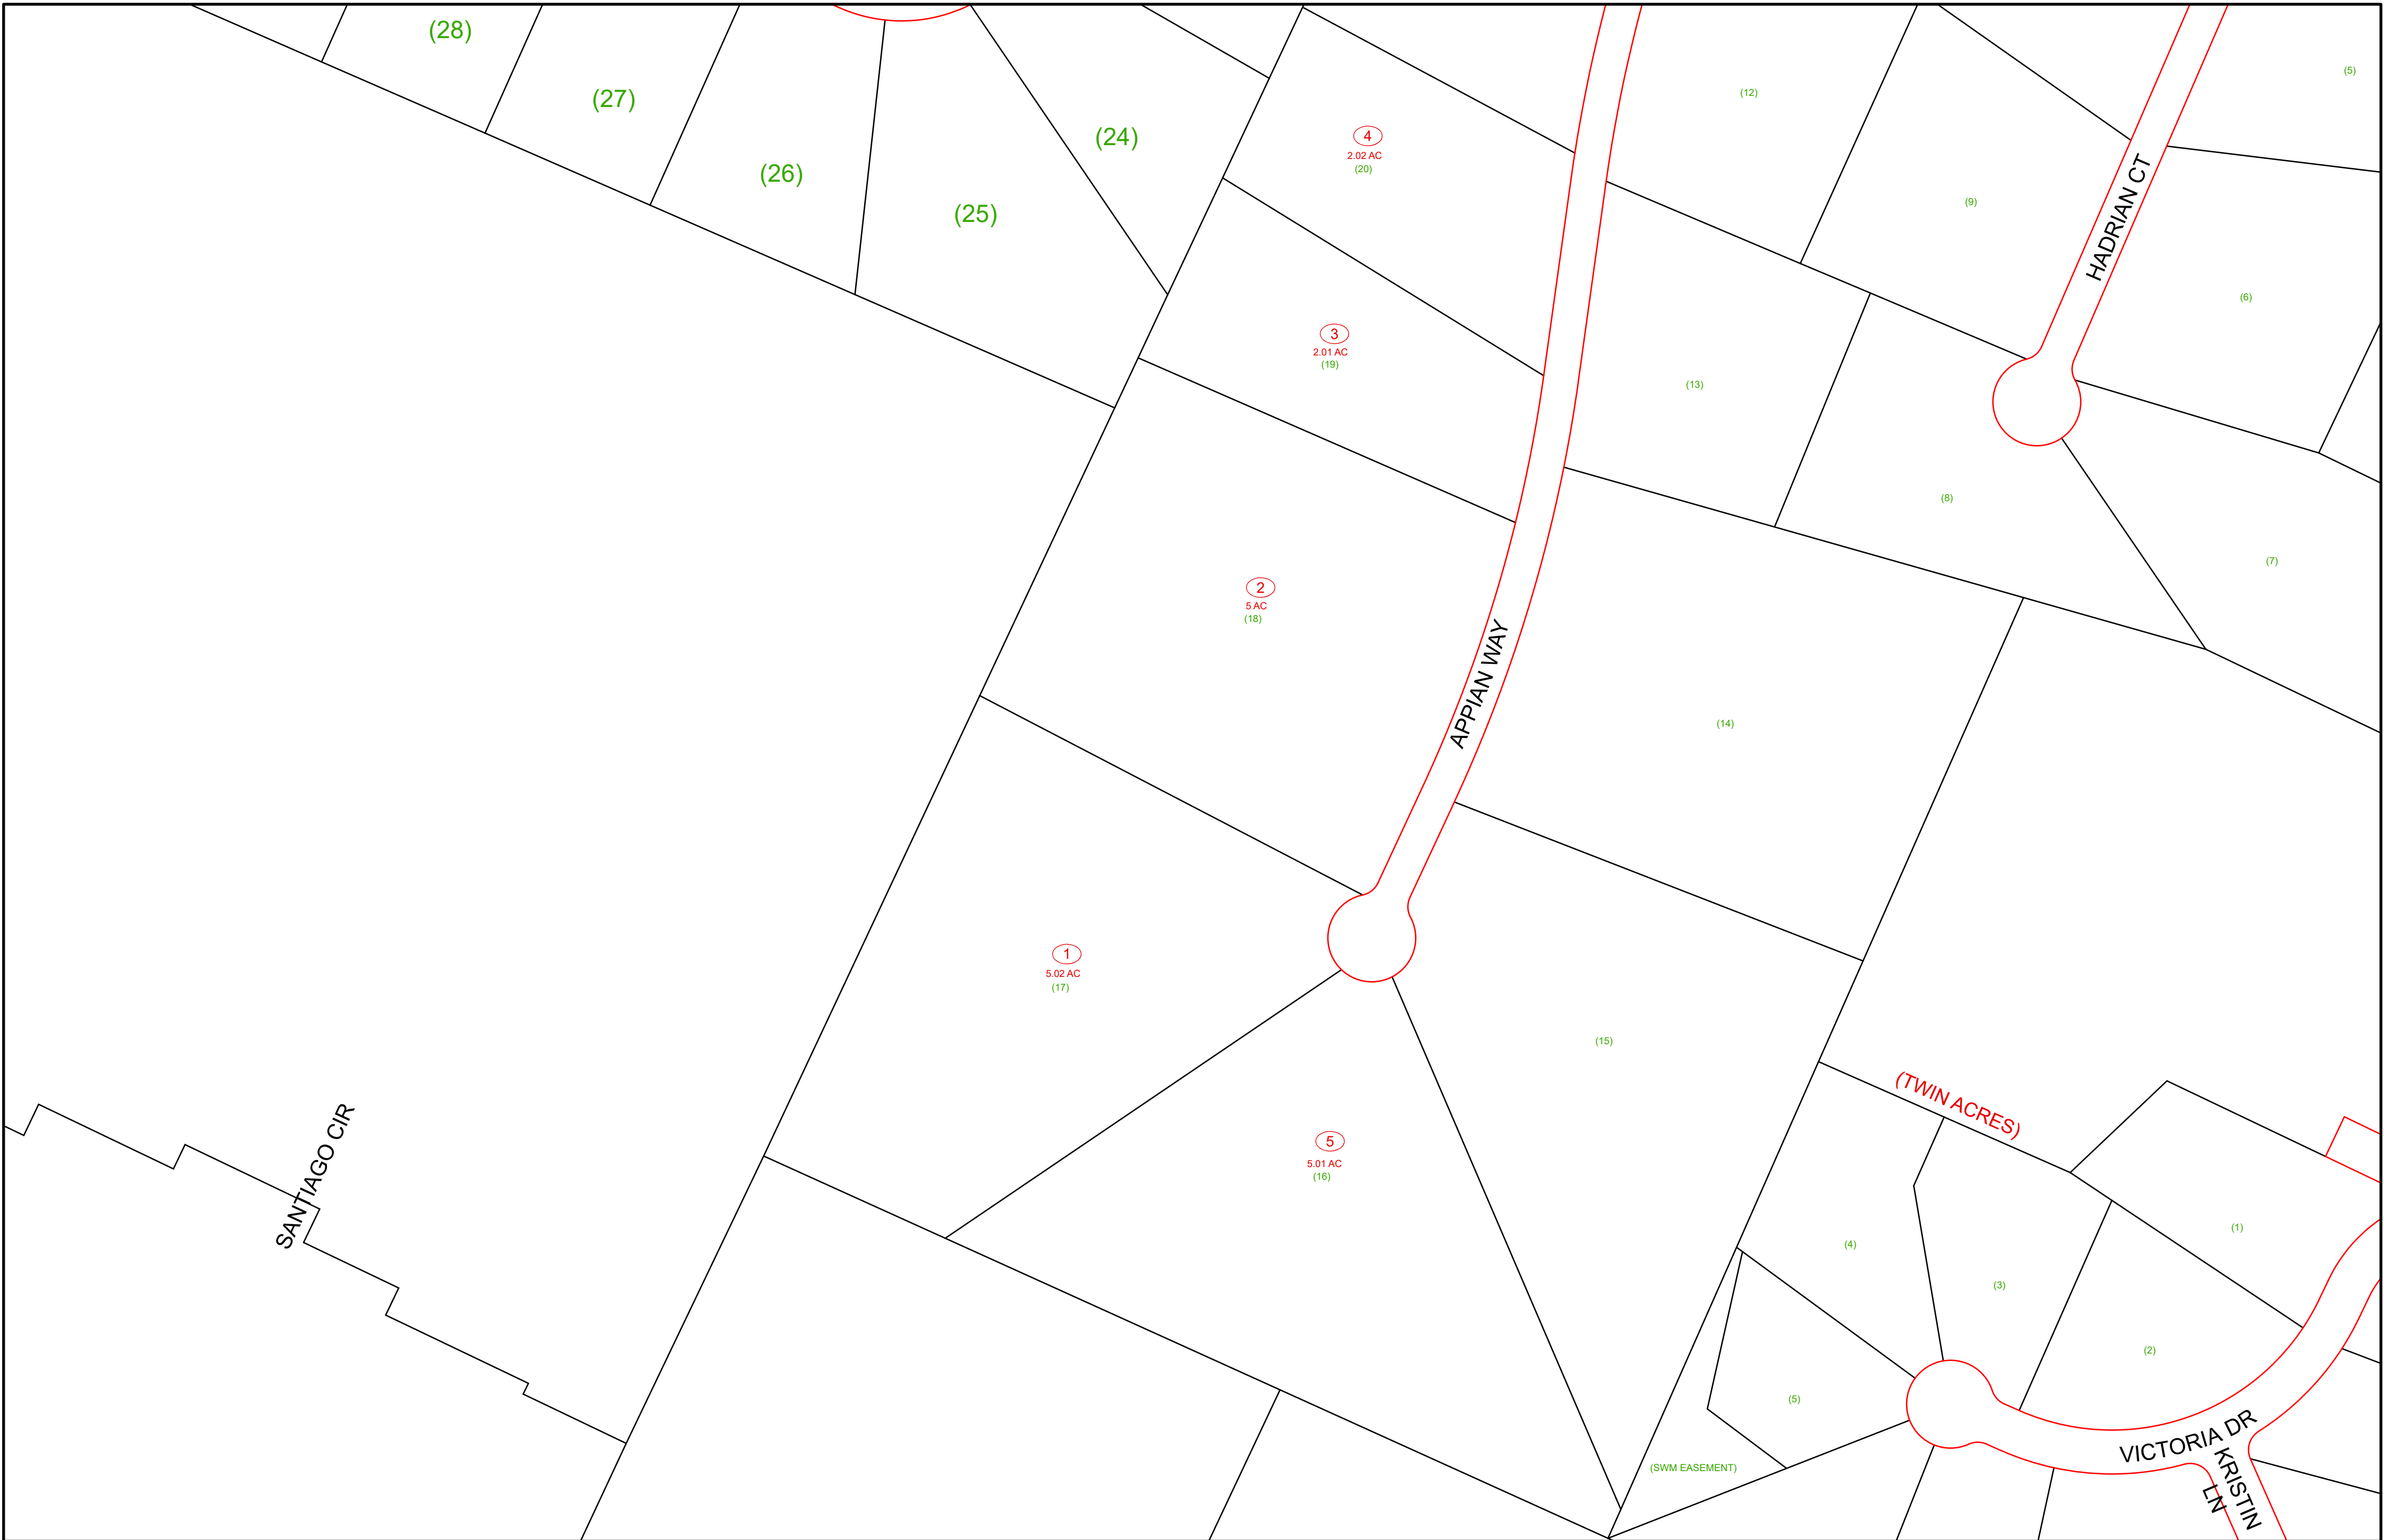 (28)
(5)
(12)
(27)
4
(24)
2.02 AC
(20)
(26)
(9)
HADRIAN CT
(25)
(6)
3
2.01 AC
(19)
(13)
(8)
(7)
2
5 AC
(18)
APPIAN WAY
(14)
1
5.02 AC
(17)
(15)
(TWIN ACRES)
5
5.01 AC
(16)
SANTIAGO CIR
(1)
(4)
(3)
(2)
(5)
VICTORIA DR
(SWM EASEMENT)
KRISTIN
LN